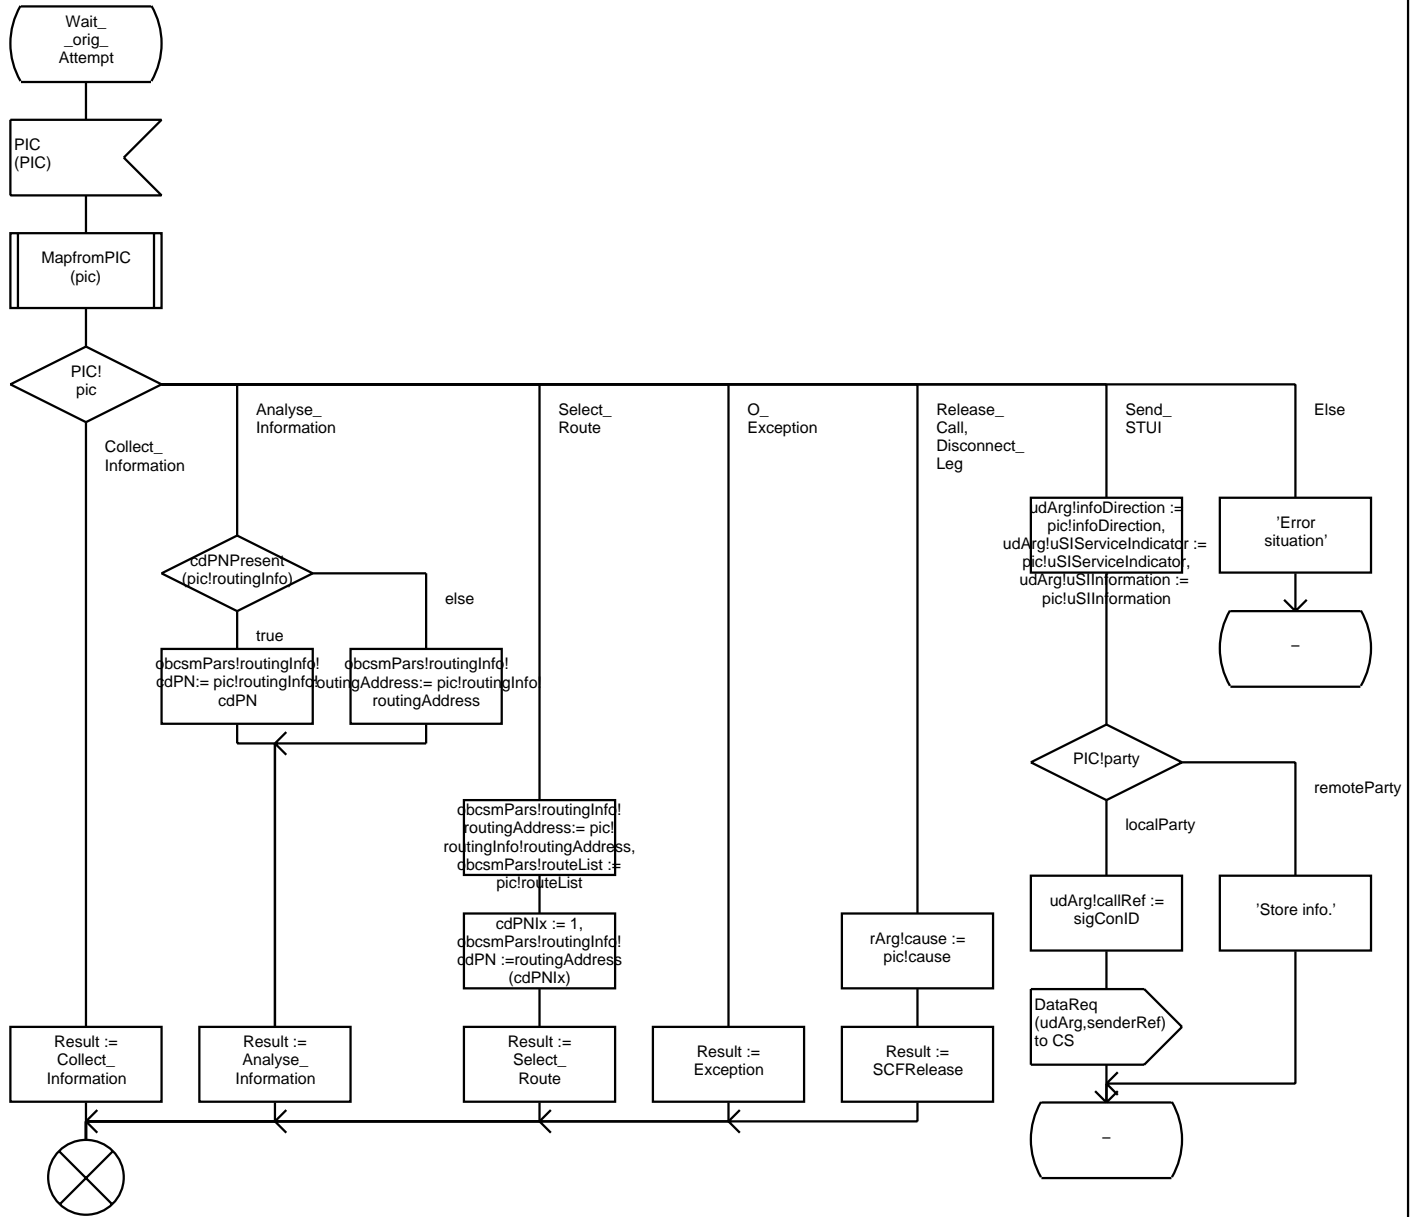 Wait_
_orig_
Attempt
PIC
(PIC)
MapfromPIC
(pic)
PIC!
pic
Collect_
Information
Analyse_
Information
Select_
Route
O_
Exception
Release_
Call,
Disconnect_
Leg
Send_
STUI
Else
cdPNPresent
(pic!routingInfo)
true
else
obcsmPars!routingInfo!
cdPN:= pic!routingInfo!
cdPN
obcsmPars!routingInfo!
routingAddress:= pic!routingInfo!
routingAddress
udArg!infoDirection :=
pic!infoDirection,
udArg!uSIServiceIndicator :=
pic!uSIServiceIndicator,
udArg!uSIInformation :=
pic!uSIInformation
'Error
situation'
–
PIC!party
localParty
remoteParty
obcsmPars!routingInfo!
routingAddress:= pic!
routingInfo!routingAddress,
obcsmPars!routeList :=
pic!routeList
cdPNIx := 1,
obcsmPars!routingInfo!
cdPN :=routingAddress
(cdPNIx)
rArg!cause :=
pic!cause
udArg!callRef :=
sigConID
'Store info.'
DataReq
(udArg,senderRef)
to CS
Result :=
Collect_
Information
Result :=
Analyse_
Information
Result :=
Select_
Route
Result :=
Exception
Result :=
SCFRelease
–